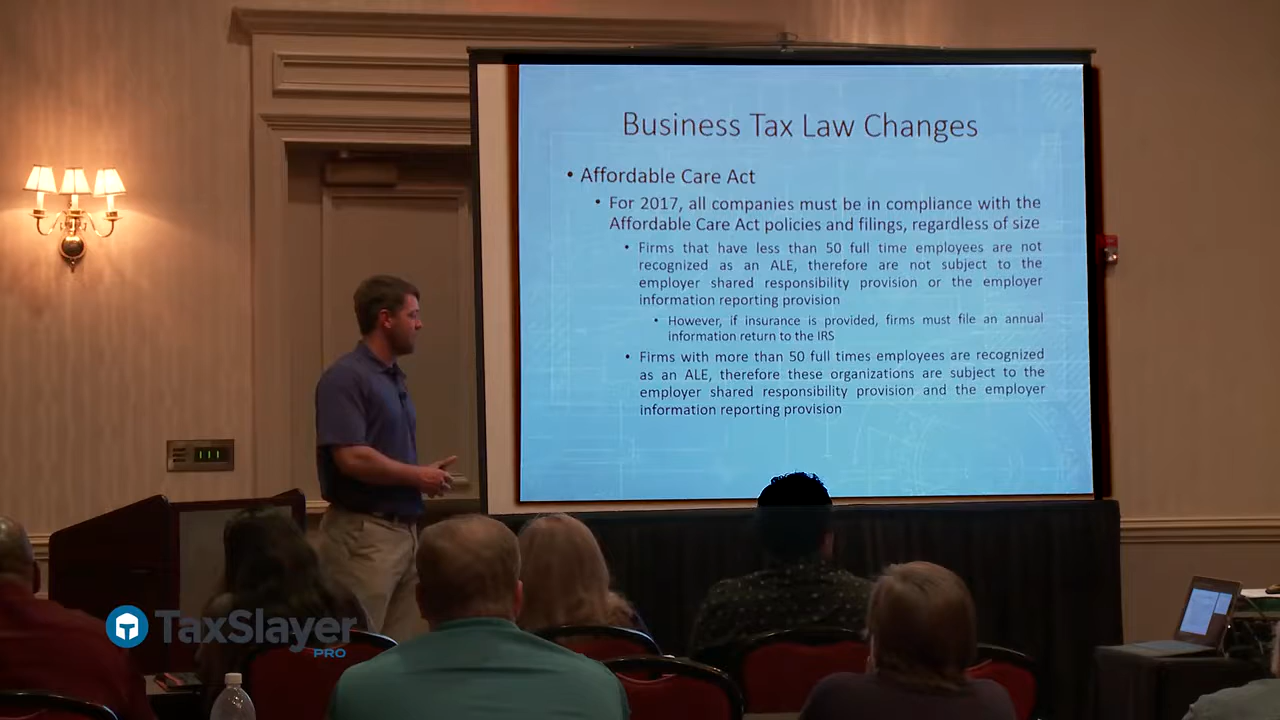 Business Tax Law Changes
• Affordable Care Act
• For 2017, all companies must be in compliance with the
Affordable Care Act policies and filings, regardless of size
• Firms that have less than 50 full time employees are not
recognized as an ALE, therefore are not subject to the
employer shared responsibility provision or the employer
information reporting provision
• However, if insurance is provided, firms must file an annual
information return to the IRS
• Firms with more than 50 full times employees are recognized
as an ALE, therefore these organizations are subject to the
employer shared responsibility provision and the employer
information reporting provision
TaxSlayer
PRO